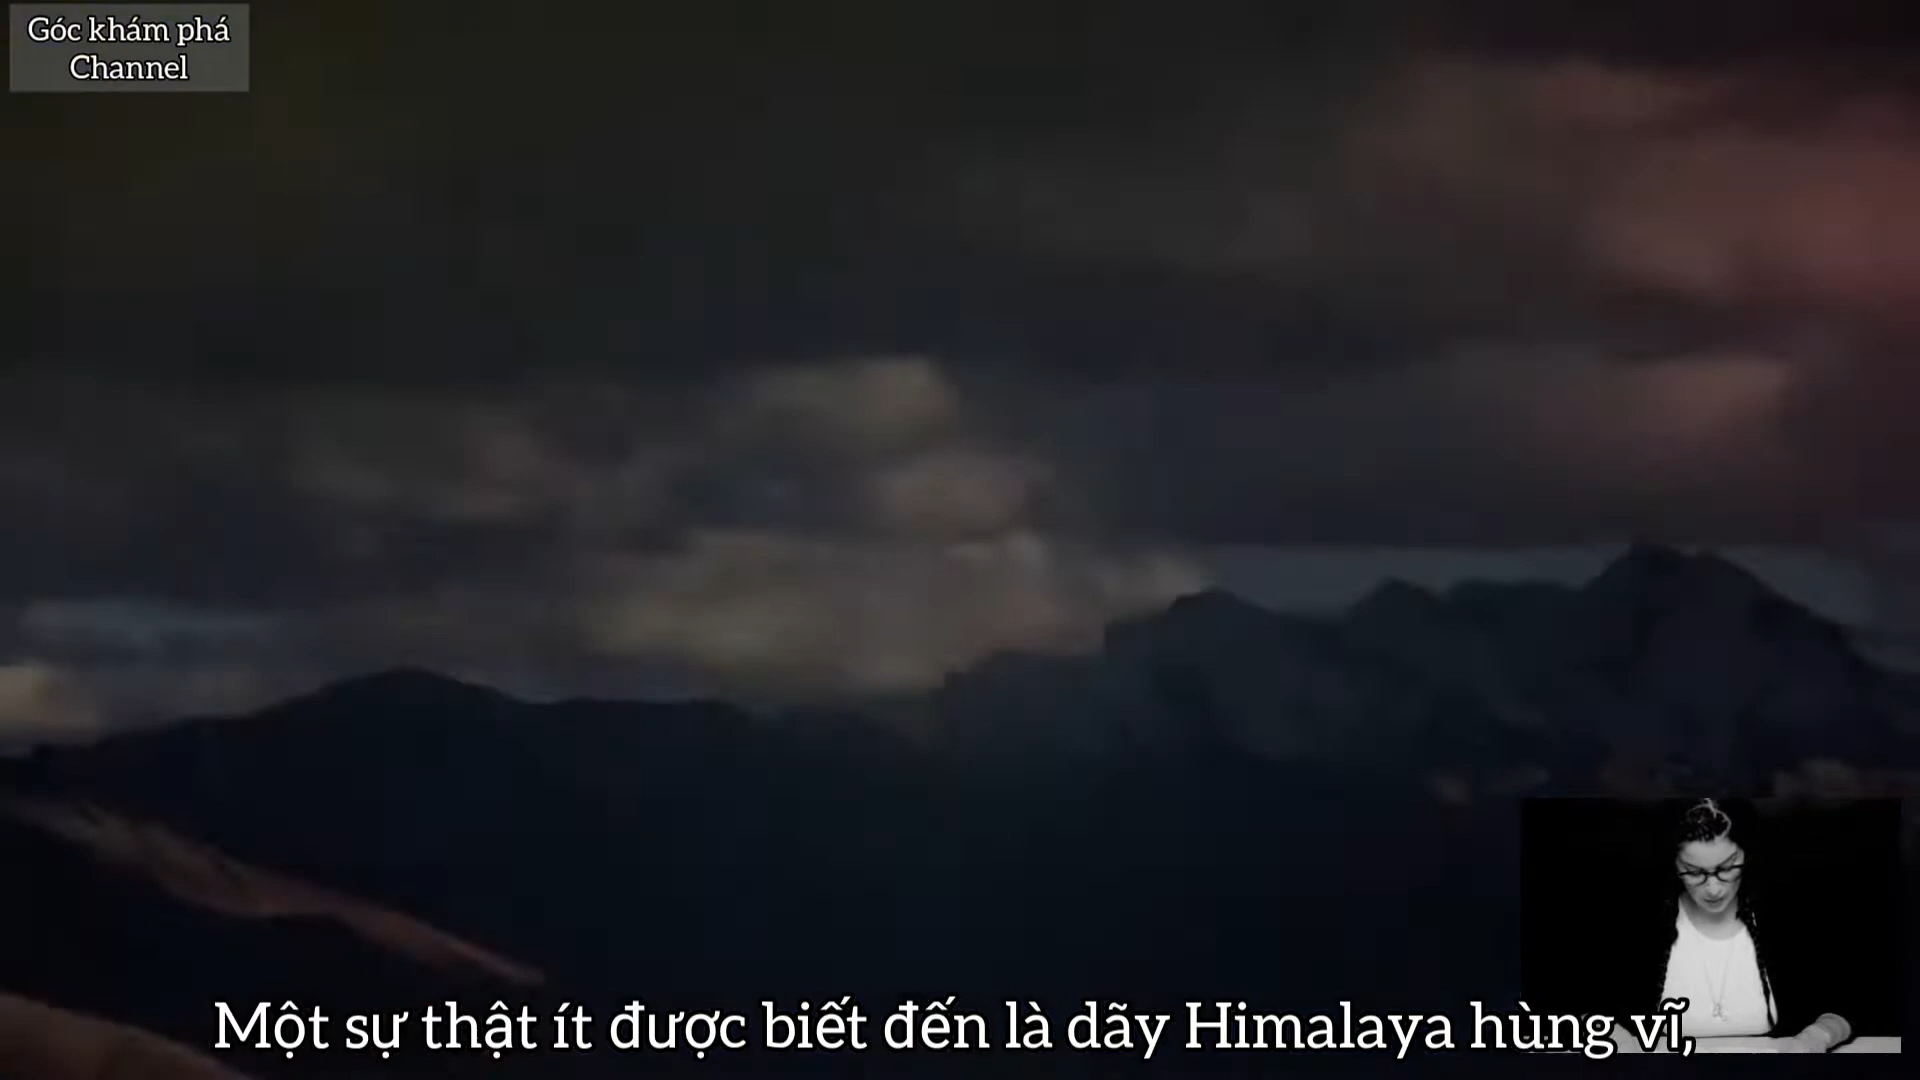 Góc khám phá
Channel
Một sự thật ít được biết đến là dãy Himalaya hùng vĩ,